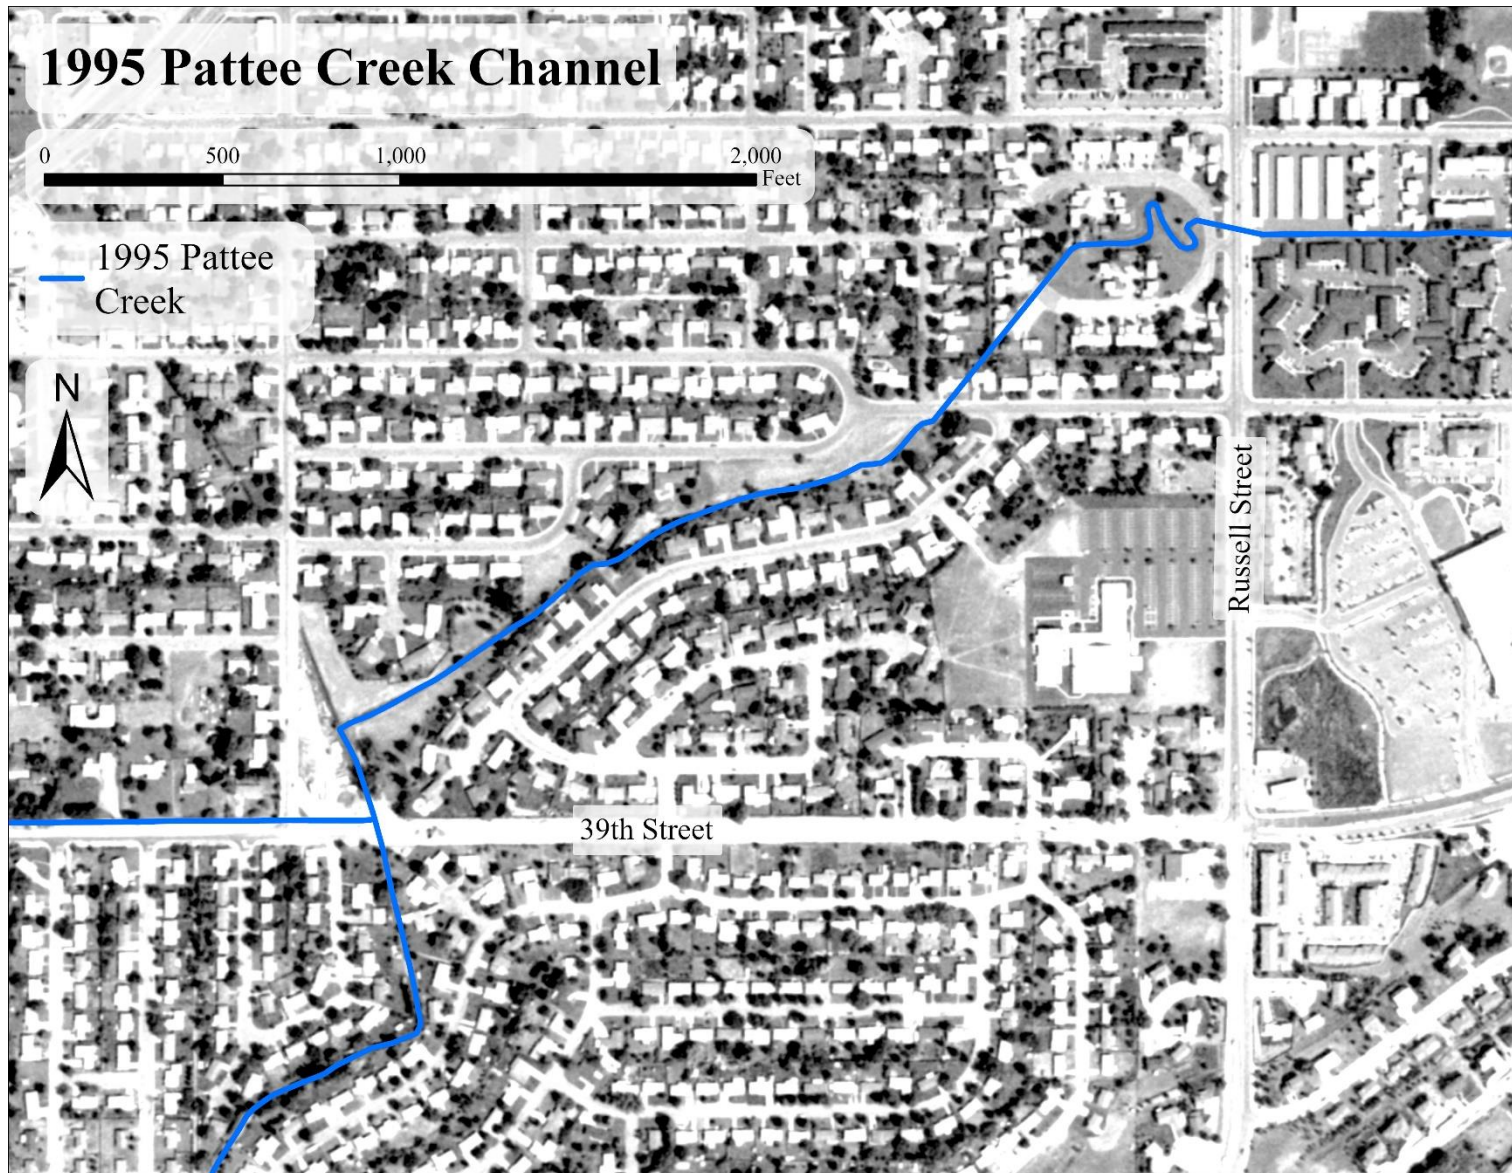 1995 Pattee Creek Channel
0 500 1,000 2,000
Feet
1995 Pattee
Creek
N
Russell Street
39th Street